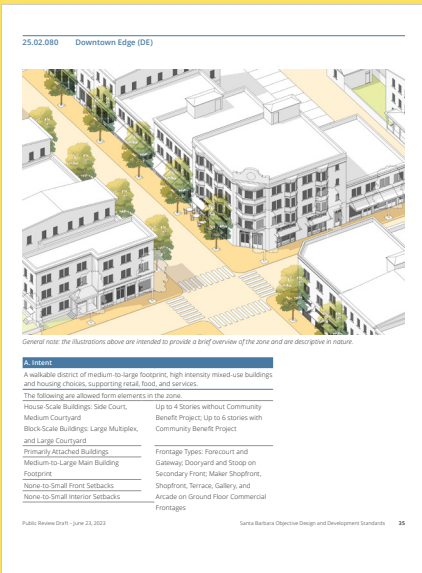 25.02.080 Downtown Edge (DE)
General note: the illustrations above are intended to provide a brief overview of the zone and are descriptive in nature.
A. Intent
A walkable district of medium-to-large footprint, high intensity mixed-use buildings
and housing choices, supporting retail, food, and services.
The following are allowed form elements in the zone.
House-Scale Buildings: Side Court,
Medium Courtyard
Block-Scale Buildings: Large Multiplex,
and Large Courtyard
Primarily Attached Buildings
Medium-to-Large Main Building
Footprint
None-to-Small Front Setbacks
None-to-Small Interior Setbacks
Up to 4 Stories without Community
Benefit Project; Up to 6 stories with
Community Benefit Project
Frontage Types: Forecourt and
Gateway; Dooryard and Stoop on
Secondary Front; Maker Shopfront,
Shopfront, Terrace, Gallery, and
Arcade on Ground Floor Commercial
Frontages
Public Review Draft - June 23, 2023
Santa Barbara Objective Design and Development Standards 35